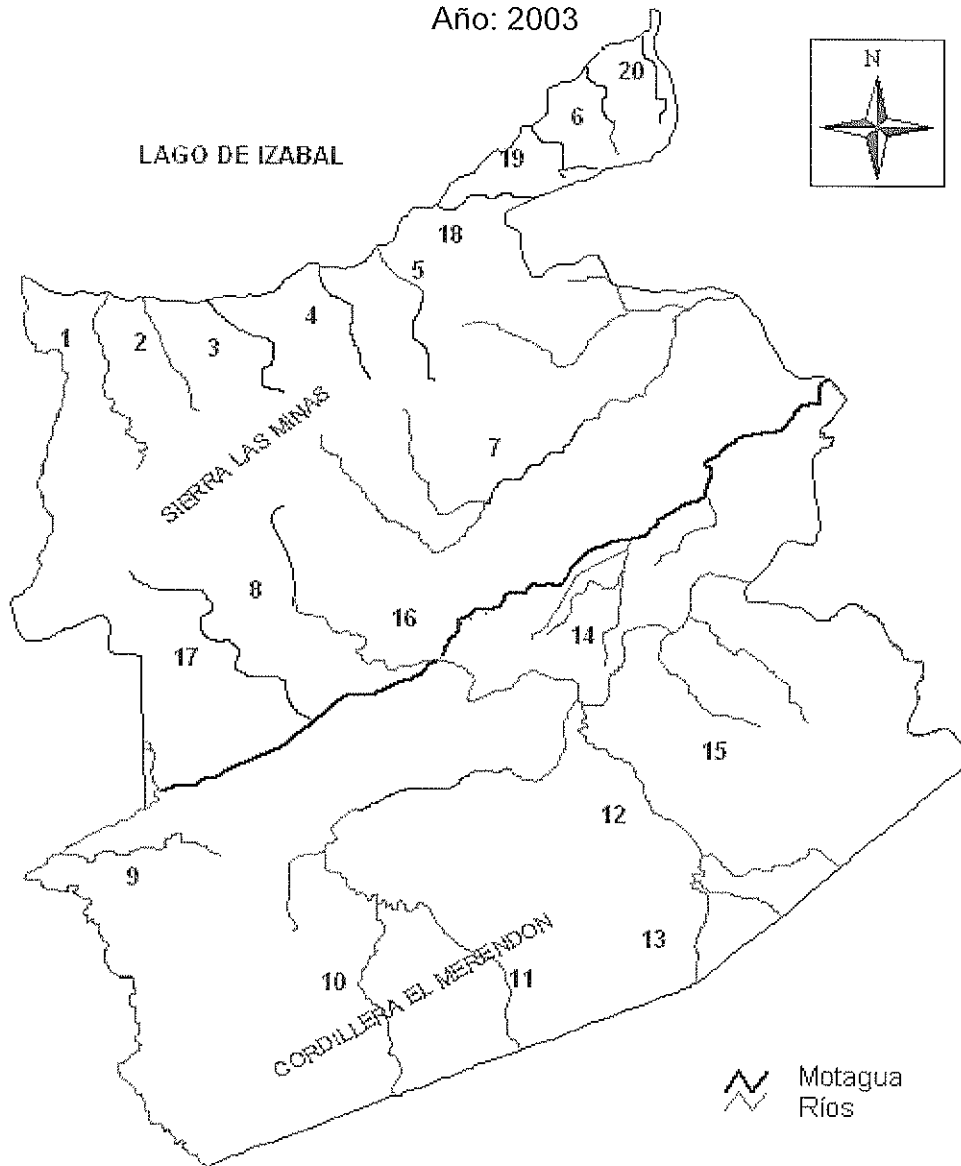 Año: 2003
N
20
6
LAGO DE IZABAL
19
18
5
4
1
2
3
SIERRA LAS MINAS
7
8
16
14
17
15
12
9
13
10
11
CORDILLERA EL MERENDON
Motagua
Ríos